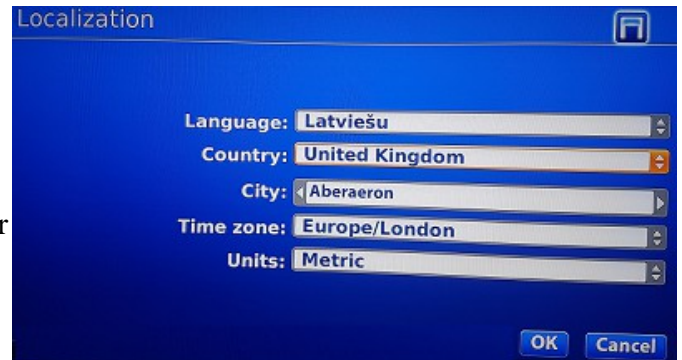 Localization
Language: Latviešu
Country: United Kingdom
City: Aberaeron
r
Time zone: Europe/London
Units: Metric
OK Cancel